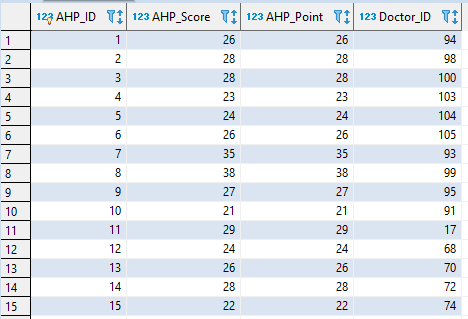 123 AHP_ID 123 AHP_Score 123 AHP_Point 123 Doctor_ID
1 1 26 26 94
2 2 28 28 98
3 3 28 28 100
4 4 23 23 103
5 5 24 24 104
6 6 26 26 105
7 7 35 35 93
8 8 38 38 99
9 9 27 27 95
10 10 21 21 91
11 11 29 29 17
12 12 24 24 68
13 13 26 26 70
14 14 28 28 72
15 15 22 22 74